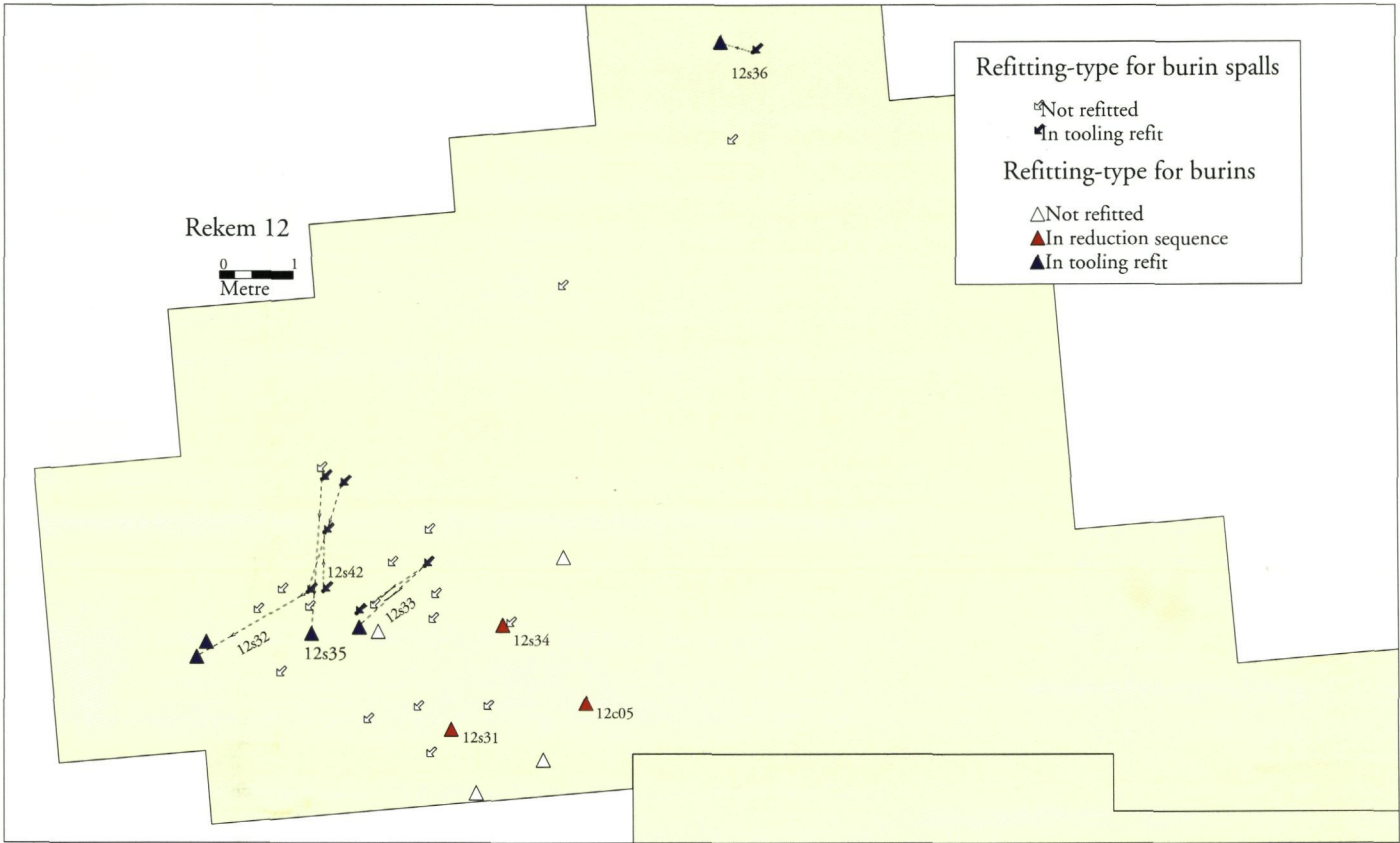 12s36
Refitting-type for burin spalls
Not refitted
In tooling refit
Refitting-type for burins
Not refitted
In reduction sequence
In tooling refit
Rekem 12
0 1
Metre
12s42
12s33
12s32
12s35
12s34
12c05
12s31